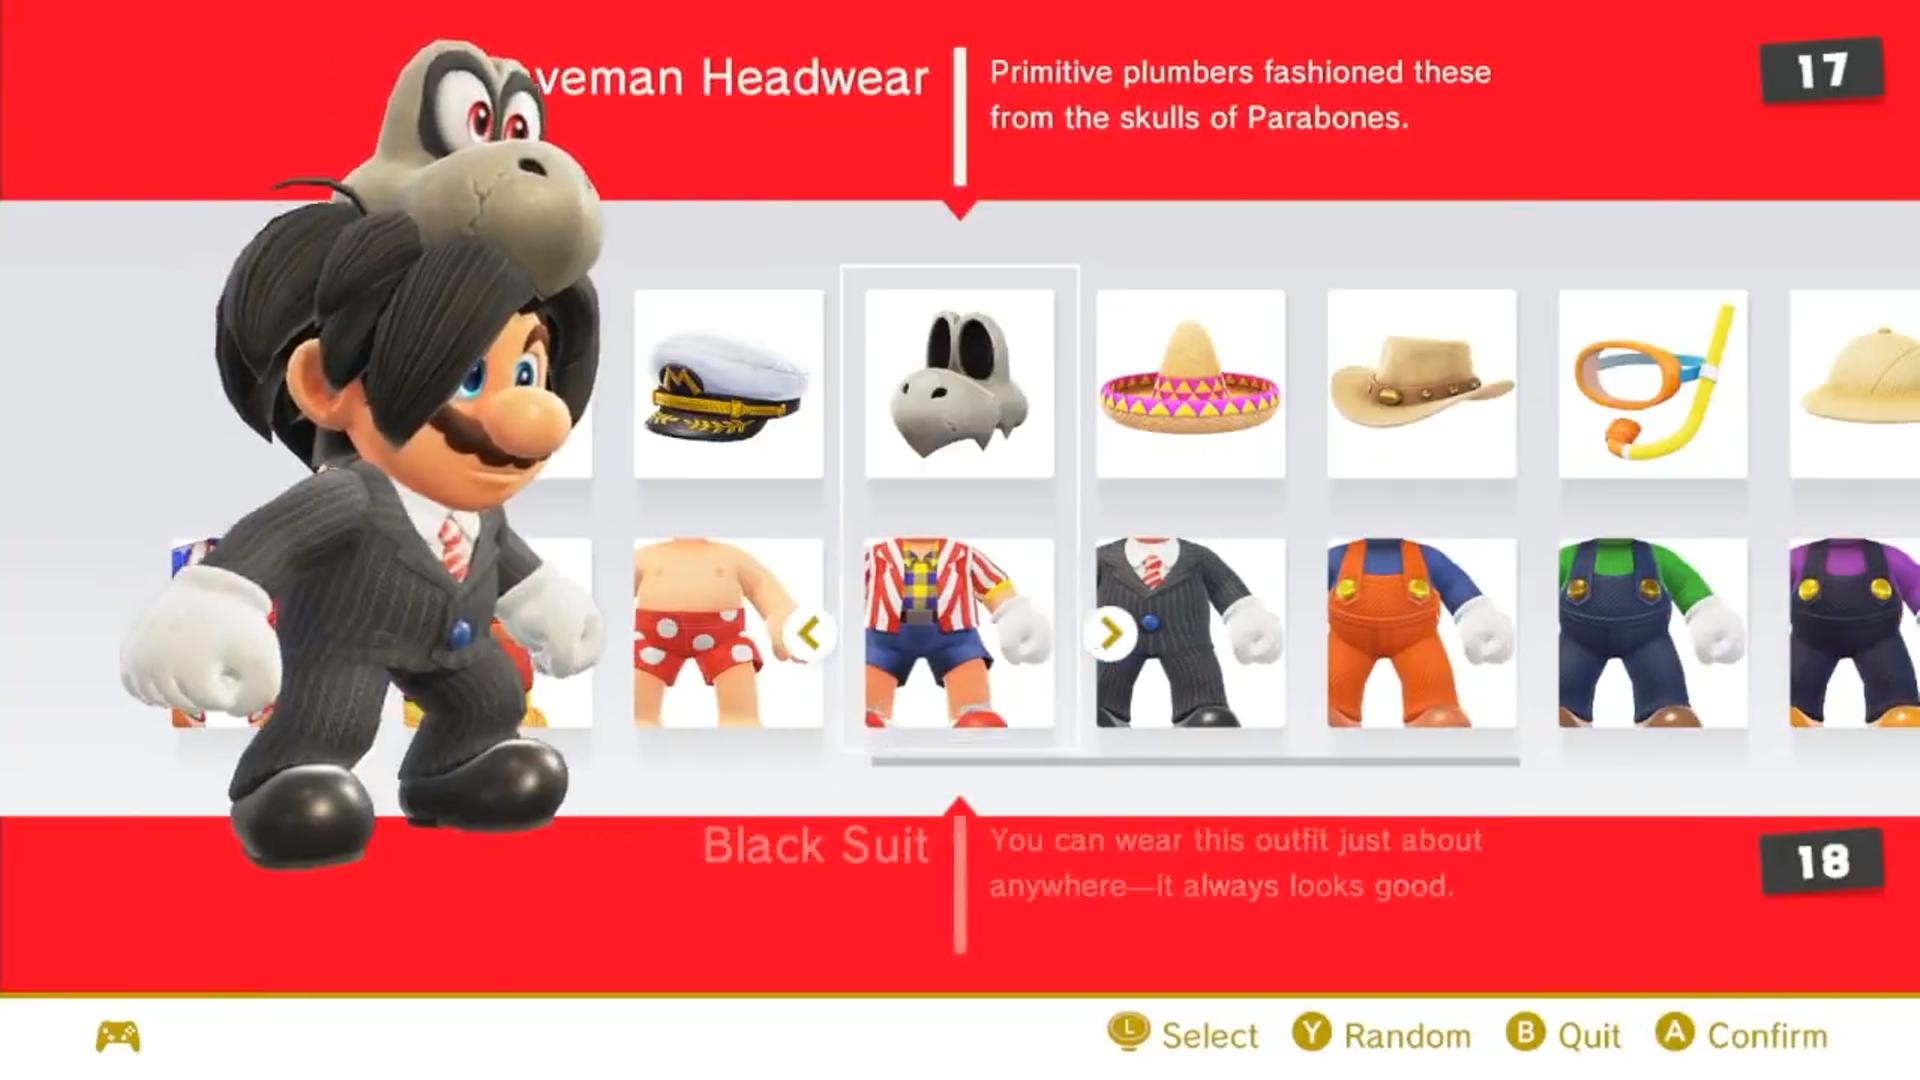 veman Headwear
Primitive plumbers fashioned these
from the skulls of Parabones.
17
M
Black Suit
You can wear this outfit just about
anywhere—it always looks good.
18
L Select
Y Random
B Quit
A Confirm